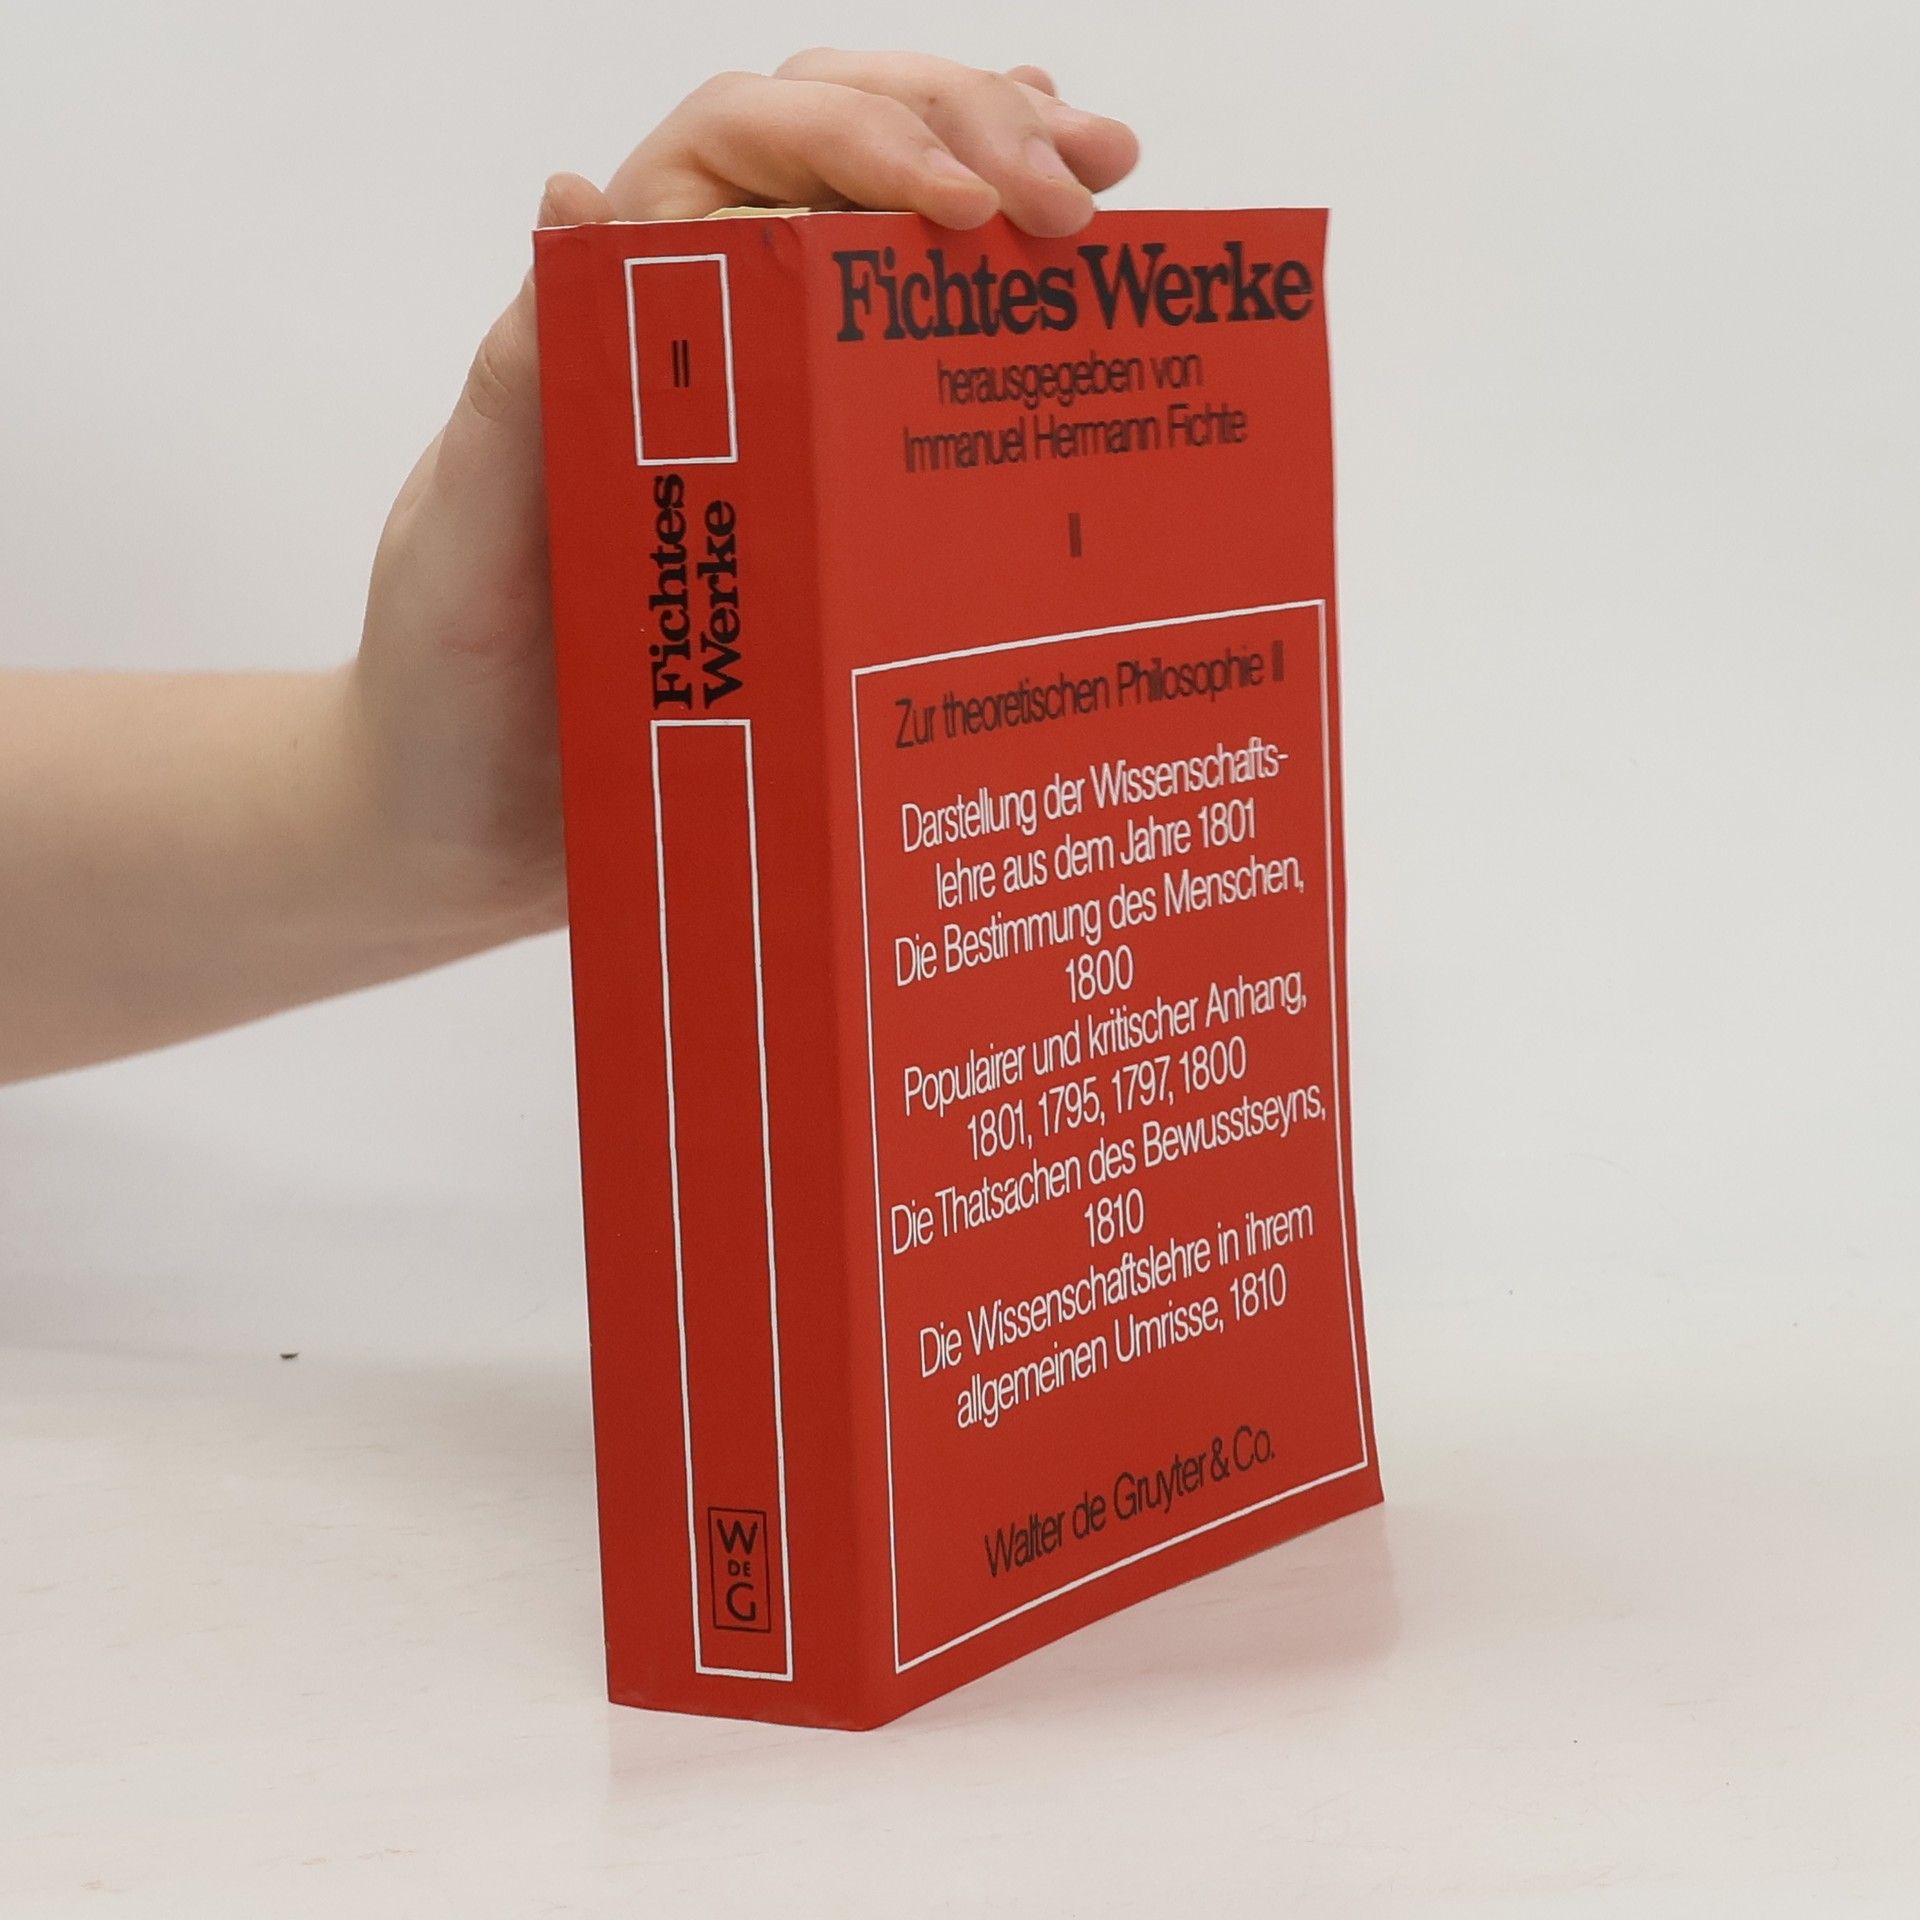 II
Fichtes
Werke
W
DE
G
Fichtes Werke
herausgegeben von
Immanuel Hermann Fichte
II
Zur theoretischen Philosophie II
Darstellung der Wissenschafts-
lehre aus dem Jahre 1801
Die Bestimmung des Menschen,
1800
Populairer und kritischer Anhang,
1801, 1795, 1797, 1800
Die Thatsachen des Bewusstseyns,
1810
Die Wissenschaftslehre in ihrem
allgemeinen Umrisse, 1810
Walter de Gruyter & Co.